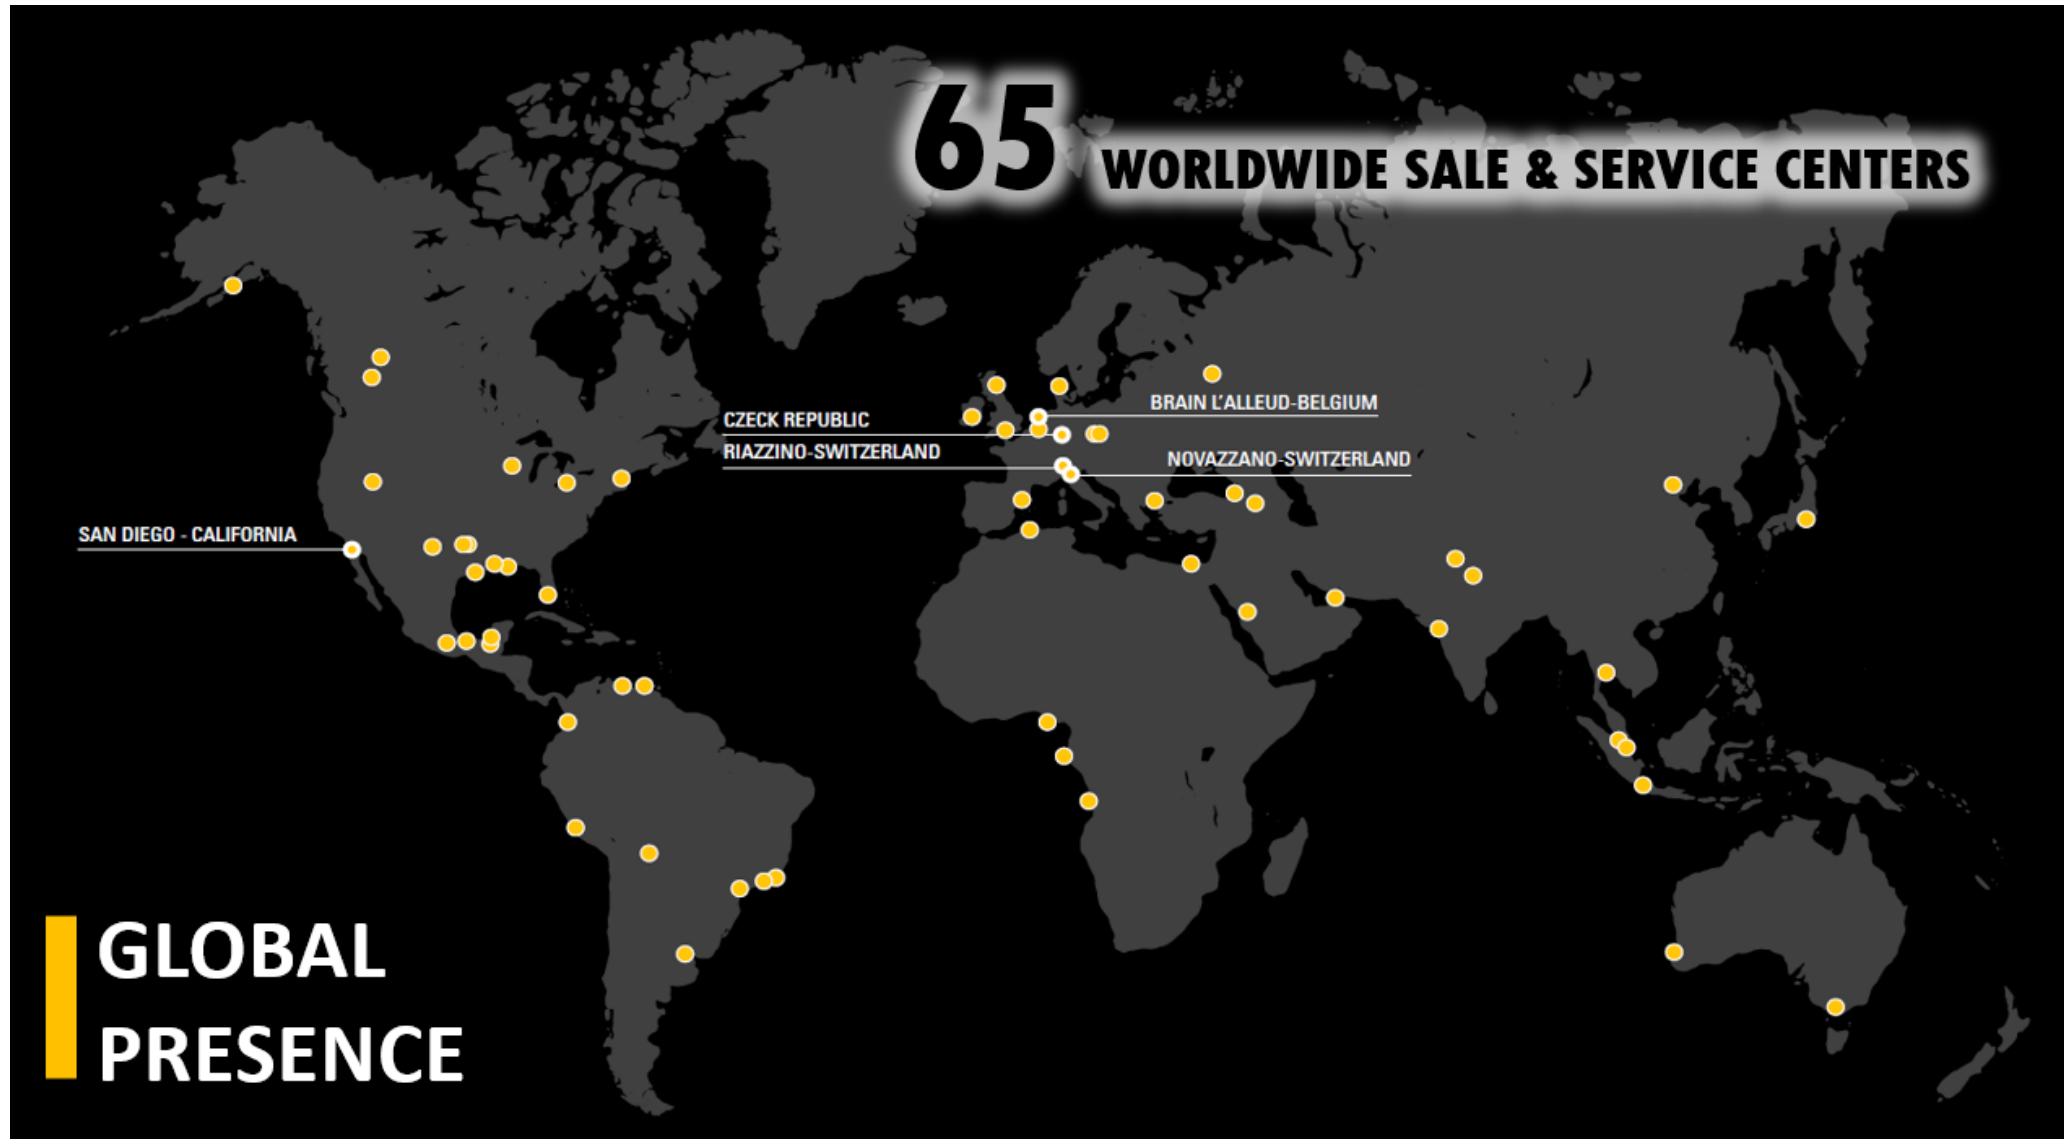 65 WORLDWIDE SALE & SERVICE CENTERS
BRAIN L'ALLEUD-BELGIUM
CZECK REPUBLIC
RIAZZINO-SWITZERLAND
NOVAZZANO-SWITZERLAND
SAN DIEGO - CALIFORNIA
GLOBAL
PRESENCE